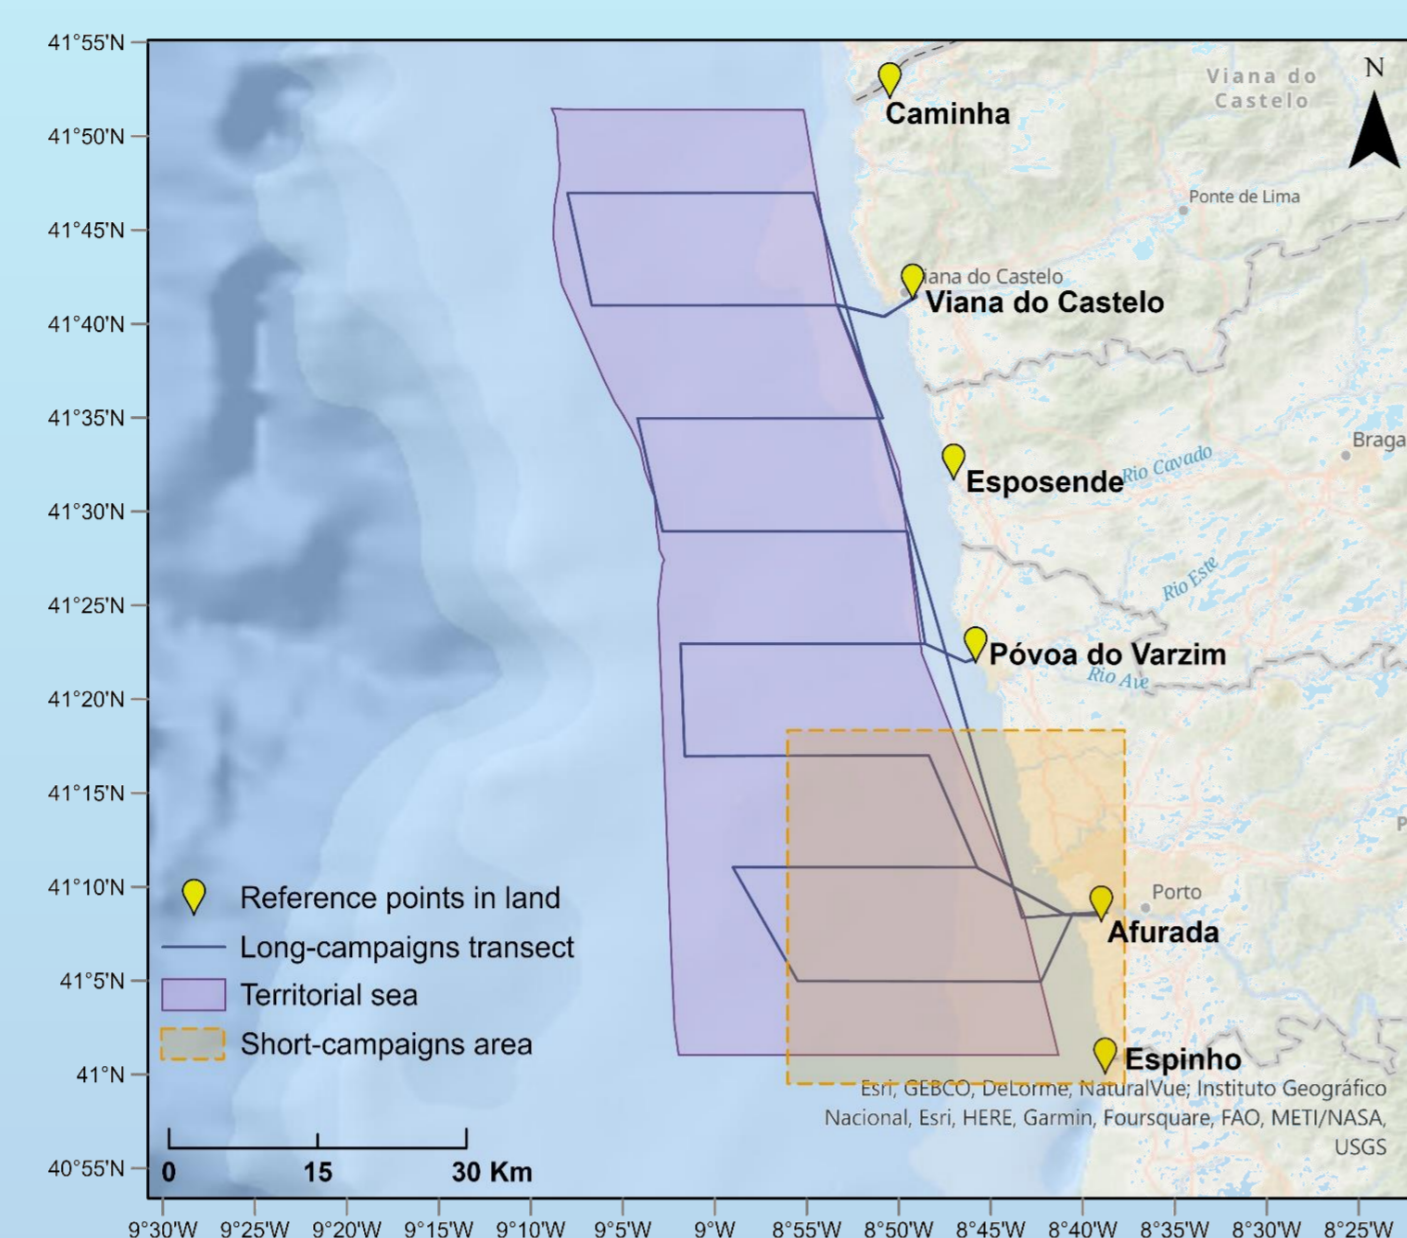 41°55'N
41°50'N
41°45'N
41°40'N
41°35'N
41°30'N
41°25'N
41°20'N
41°15'N
41°10'N
41°5'N
41°N
40°55'N
N
Viana do
Castelo
Caminha
Ponte de Lima
iana do Castelo
Viana do Castelo
Braga
Rio Cavado
Esposende
Rio Este
Póvoa do Varzim
Rio Ave
P
Porto
Afurada
Espinho
Reference points in land
Long-campaigns transect
Territorial sea
Short-campaigns area
Esri, GEBCO, DeLorme, NaturalVue; Instituto Geográfico
Nacional, Esri, HERE, Garmin, Foursquare, FAO, METI/NASA,
USGS
0 15 30 Km
9°30'W 9°25'W 9°20'W 9°15'W 9°10'W 9°5'W 9°W 8°55'W 8°50'W 8°45'W 8°40'W 8°35'W 8°30'W 8°25'W